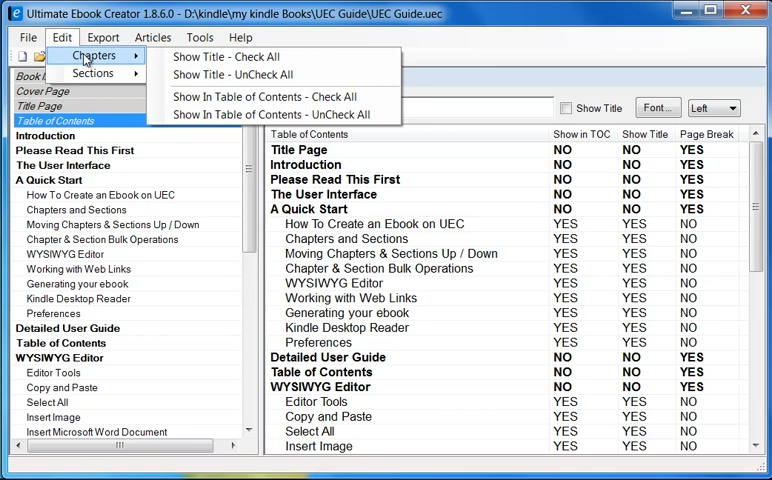 Ultimate Ebook Creator 1.8.6.0 - D:\kindle\my kindle Books\UEC Guide\UEC Guide.uec
File Edit Export Articles Tools Help
Chapters
Sections
Show Title - Check All
Show Title - UnCheck All
Show In Table of Contents - Check All
Show In Table of Contents - UnCheck All
Show Title Font... Left
Cover Page
Title Page
Table of Contents
Introduction
Please Read This First
The User Interface
A Quick Start
How To Create an Ebook on UEC
Chapters and Sections
Moving Chapters & Sections Up / Down
Chapter & Section Bulk Operations
WYSIWYG Editor
Working with Web Links
Generating your ebook
Kindle Desktop Reader
Preferences
Detailed User Guide
Table of Contents
WYSIWYG Editor
Editor Tools
Copy and Paste
Select All
Insert Image
Insert Microsoft Word Document
Table of Contents Show in TOC Show Title Page Break
Title Page NO NO YES
Introduction NO NO YES
Please Read This First NO NO YES
The User Interface NO NO YES
A Quick Start NO NO YES
How To Create an Ebook on UEC YES YES NO
Chapters and Sections YES YES NO
Moving Chapters & Sections Up / Down YES YES NO
Chapter & Section Bulk Operations YES YES NO
WYSIWYG Editor YES YES NO
Working with Web Links YES YES NO
Generating your ebook YES YES NO
Kindle Desktop Reader YES YES NO
Preferences YES YES NO
Detailed User Guide NO NO YES
Table of Contents NO NO YES
WYSIWYG Editor NO NO YES
Editor Tools YES YES NO
Copy and Paste YES YES NO
Select All YES YES NO
Insert Image YES YES NO